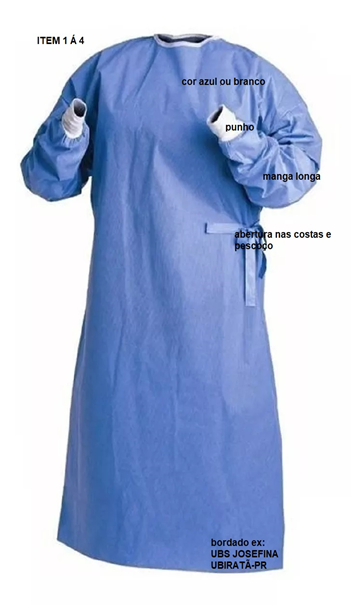 ITEM 1 Á 4
cor azul ou branco
punho
manga longa
abertura nas costas e
pescoço
bordado ex:
UBS JOSEFINA
UBIRATÃ-PR